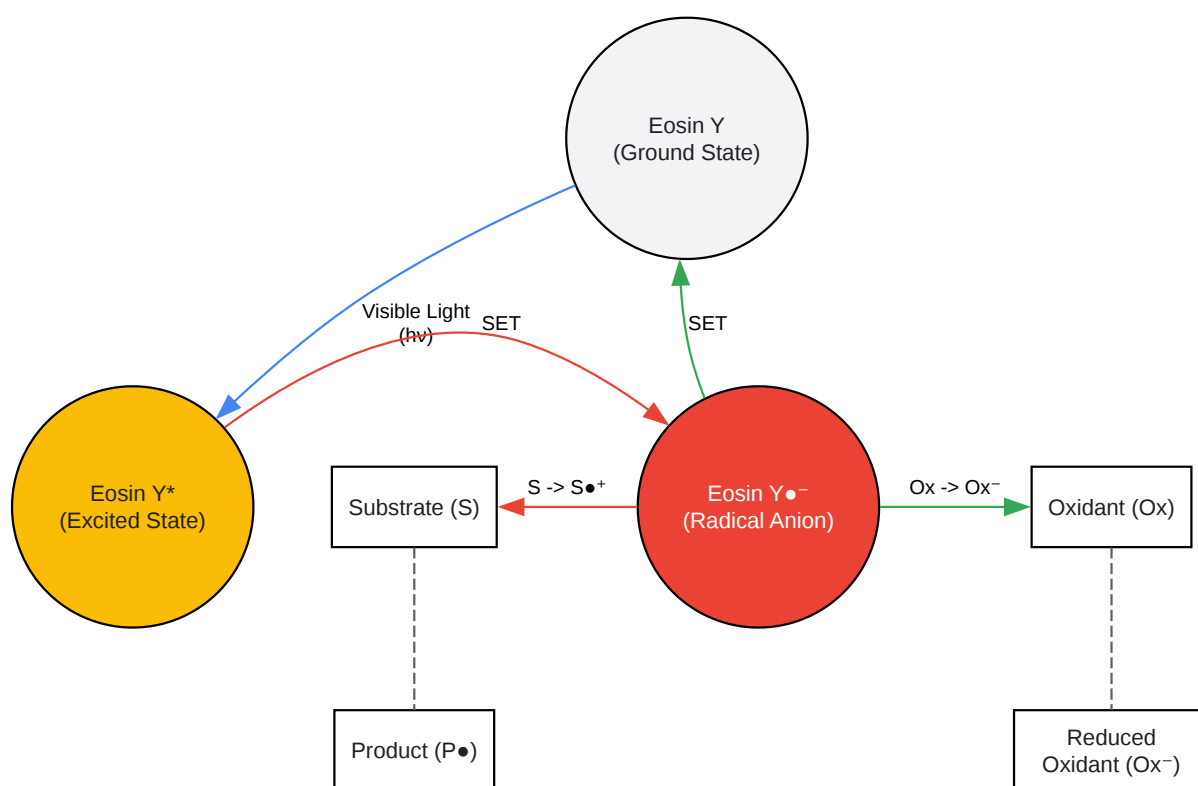 Eosin Y
(Ground State)
Visible Light
(hν)
SET
SET
Eosin Y*
(Excited State)
Substrate (S)
S -> S●⁺
Eosin Y●⁻
(Radical Anion)
Ox -> Ox⁻
Oxidant (Ox)
Product (P●)
Reduced
Oxidant (Ox⁻)